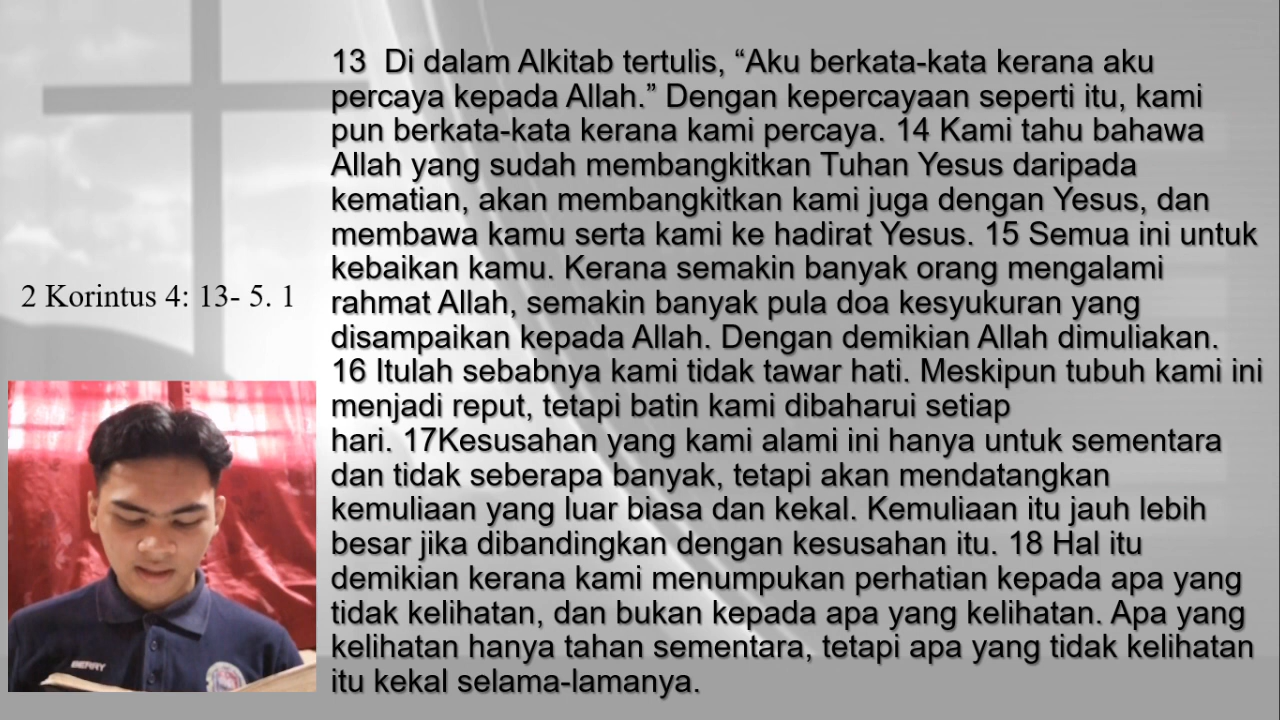 2 Korintus 4: 13- 5. 1
13  Di dalam Alkitab tertulis, “Aku berkata-kata kerana aku
percaya kepada Allah.” Dengan kepercayaan seperti itu, kami
pun berkata-kata kerana kami percaya. 14 Kami tahu bahawa
Allah yang sudah membangkitkan Tuhan Yesus daripada
kematian, akan membangkitkan kami juga dengan Yesus, dan
membawa kamu serta kami ke hadirat Yesus. 15 Semua ini untuk
kebaikan kamu. Kerana semakin banyak orang mengalami
rahmat Allah, semakin banyak pula doa kesyukuran yang
disampaikan kepada Allah. Dengan demikian Allah dimuliakan.
16 Itulah sebabnya kami tidak tawar hati. Meskipun tubuh kami ini
menjadi reput, tetapi batin kami dibaharui setiap
hari. 17Kesusahan yang kami alami ini hanya untuk sementara
dan tidak seberapa banyak, tetapi akan mendatangkan
kemuliaan yang luar biasa dan kekal. Kemuliaan itu jauh lebih
besar jika dibandingkan dengan kesusahan itu. 18 Hal itu
demikian kerana kami menumpukan perhatian kepada apa yang
tidak kelihatan, dan bukan kepada apa yang kelihatan. Apa yang
kelihatan hanya tahan sementara, tetapi apa yang tidak kelihatan
itu kekal selama-lamanya.
BERRY